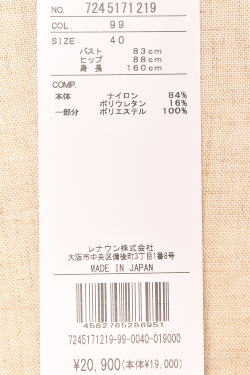 NO. 7245171219
COL. 99
SIZE 40
バスト 83cm
ヒップ 88cm
身長 160cm
COMP.
本体 ナイロン 84%
ポリウレタン 16%
一部分 ポリエステル 100%
レナウン株式会社
大阪市中央区備後町3丁目1番8号
MADE IN JAPAN
4582765286951
7245171219-99-0040-019000
¥20,900(本体¥19,000)